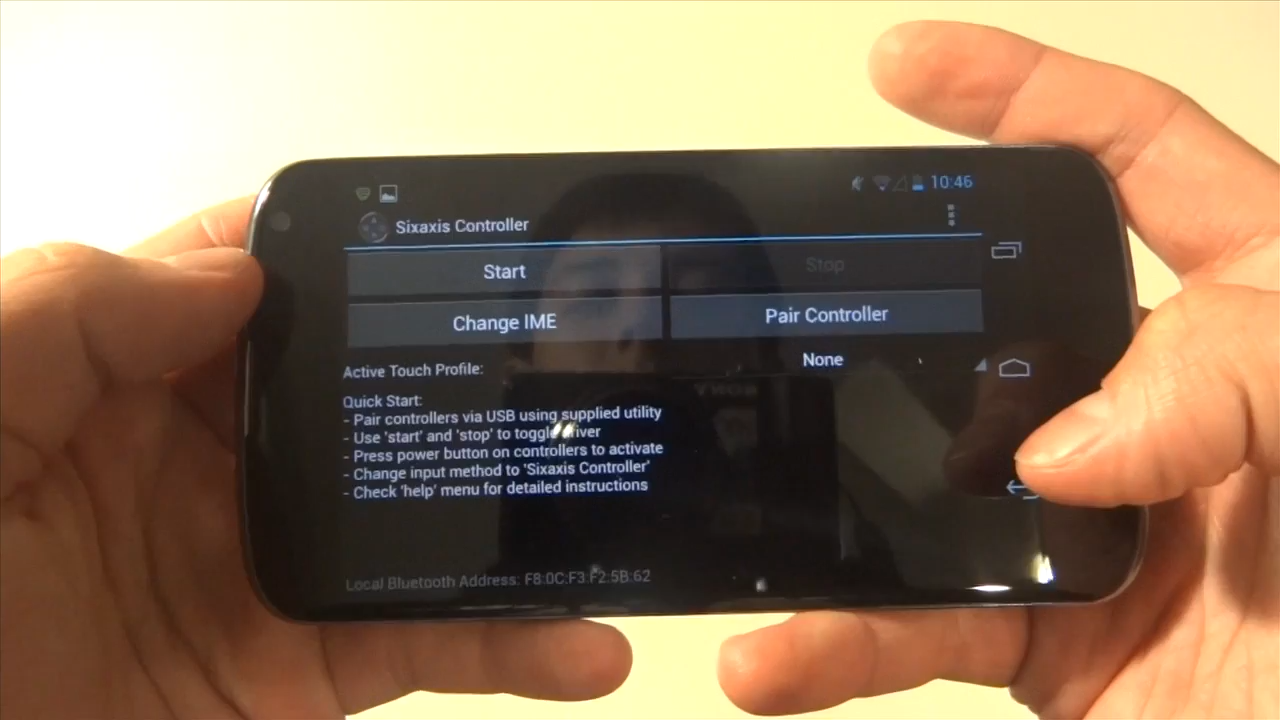 10:46
Sixaxis Controller
Start
Stop
Change IME
Pair Controller
Active Touch Profile:
None
Quick Start:
- Pair controllers via USB using supplied utility
- Use 'start' and 'stop' to toggle driver
- Press power button on controllers to activate
- Change input method to 'Sixaxis Controller'
- Check 'help' menu for detailed instructions
Local Bluetooth Address: F8:0C:F3:F2:5B:62